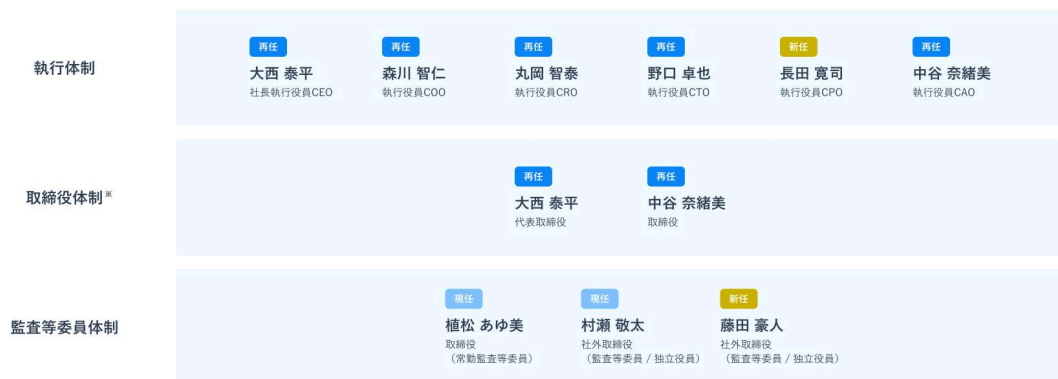 執行体制
再任 再任 再任 再任 新任 再任
大西 泰平 森川 智仁 丸岡 智泰 野口 卓也 長田 寛司 中谷 奈緒美
社長執行役員CEO 執行役員COO 執行役員CRO 執行役員CTO 執行役員CPO 執行役員CAO
取締役体制※
再任 再任
大西 泰平 中谷 奈緒美
代表取締役 取締役
監査等委員体制
現任 現任 新任
植松 あゆ美 村瀬 敬太 藤田 豪人
取締役 社外取締役 社外取締役
（常勤監査等委員） （監査等委員 / 独立役員） （監査等委員 / 独立役員）